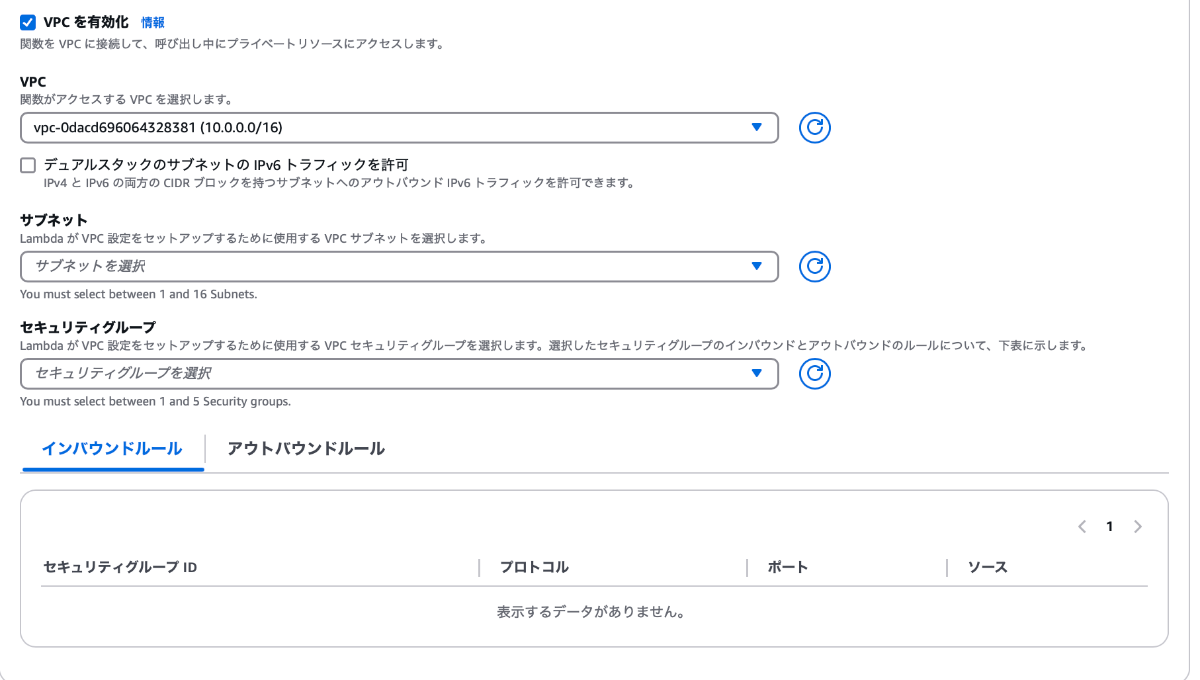 VPC を有効化 情報
関数を VPC に接続して、呼び出し中にプライベートリソースにアクセスします。
VPC
関数がアクセスする VPC を選択します。
vpc-0dacd696064328381 (10.0.0.0/16)
デュアルスタックのサブネットの IPv6 トラフィックを許可
IPv4 と IPv6 の両方の CIDR ブロックを持つサブネットへのアウトバウンド IPv6 トラフィックを許可できます。
サブネット
Lambda が VPC 設定をセットアップするために使用する VPC サブネットを選択します。
サブネットを選択
You must select between 1 and 16 Subnets.
セキュリティグループ
Lambda が VPC 設定をセットアップするために使用する VPC セキュリティグループを選択します。選択したセキュリティグループのインバウンドとアウトバウンドのルールについて、下表に示します。
セキュリティグループを選択
You must select between 1 and 5 Security groups.
インバウンドルール アウトバウンドルール
1
セキュリティグループ ID プロトコル ポート ソース
表示するデータがありません。